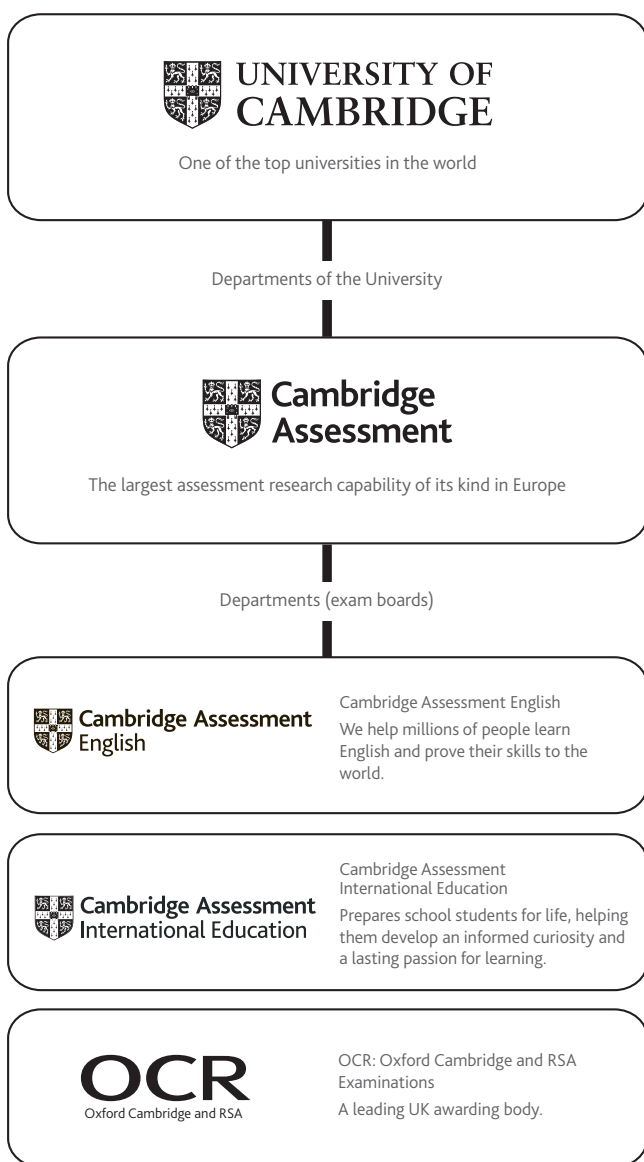 UNIVERSITY OF
CAMBRIDGE
One of the top universities in the world
Departments of the University
Cambridge
Assessment
The largest assessment research capability of its kind in Europe
Departments (exam boards)
Cambridge Assessment
English
Cambridge Assessment English
We help millions of people learn
English and prove their skills to the
world.
Cambridge Assessment
International Education
Cambridge Assessment
International Education
Prepares school students for life, helping
them develop an informed curiosity and
a lasting passion for learning.
OCR
Oxford Cambridge and RSA
OCR: Oxford Cambridge and RSA
Examinations
A leading UK awarding body.